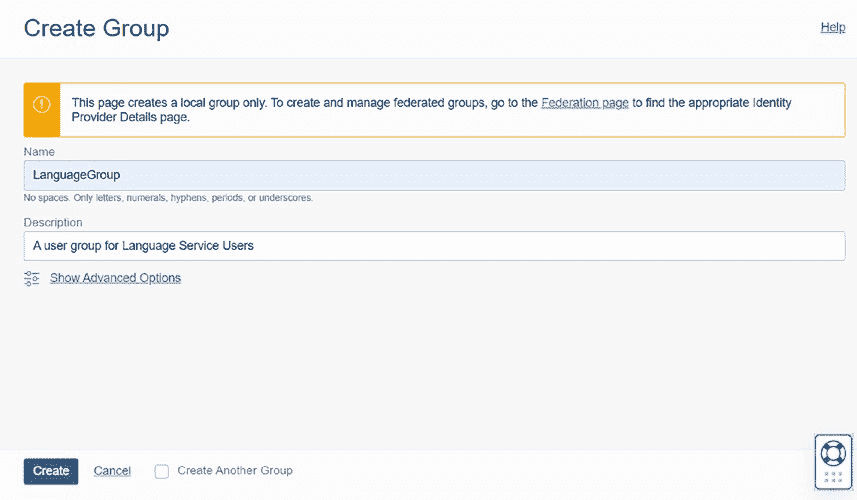 Create Group
Help
This page creates a local group only. To create and manage federated groups, go to the Federation page to find the appropriate Identity
Provider Details page.
Name
LanguageGroup
No spaces. Only letters, numerals, hyphens, periods, or underscores.
Description
A user group for Language Service Users
Show Advanced Options
Create
Cancel
Create Another Group